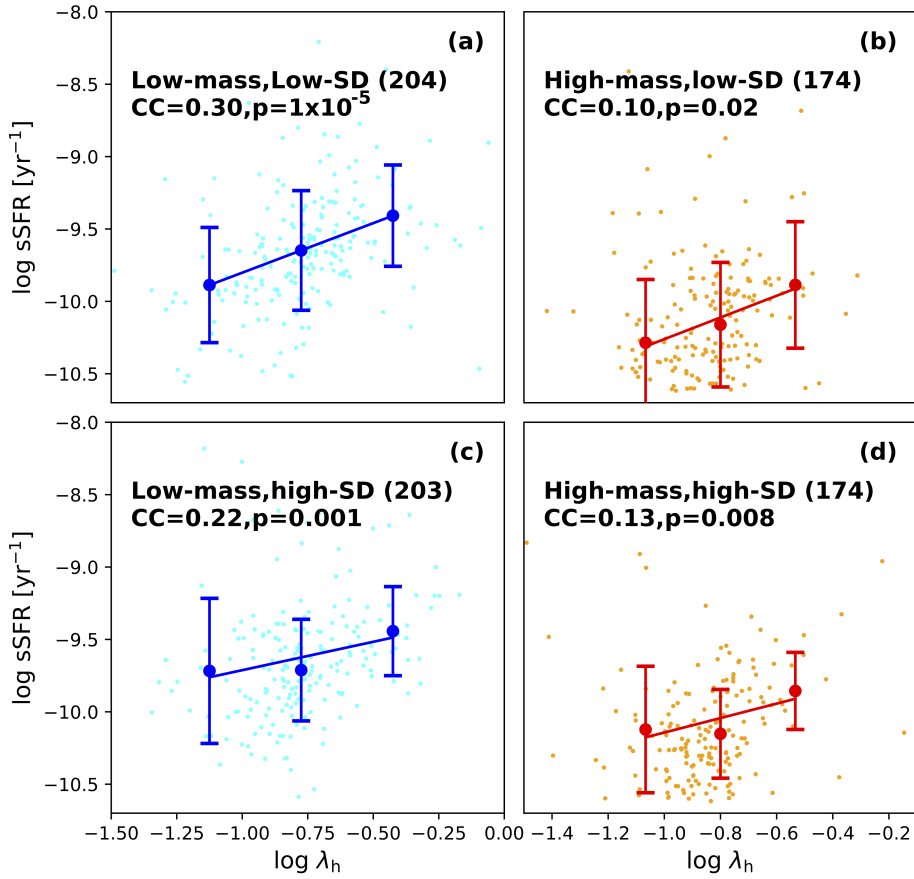 −8.0
(a)
(b)
Low-mass,Low-SD (204)
High-mass,low-SD (174)
−8.5
CC=0.30,p=1x10^-5
CC=0.10,p=0.02
−9.0
log sSFR [yr⁻¹]
−9.5
−10.0
−10.5
−8.0
(c)
(d)
Low-mass,high-SD (203)
High-mass,high-SD (174)
−8.5
CC=0.22,p=0.001
CC=0.13,p=0.008
−9.0
log sSFR [yr⁻¹]
−9.5
−10.0
−10.5
−1.50 −1.00 −0.75 −0.50 0.00
−1.4 −1.2 −1.0 −0.8 −0.6 −0.4 −0.2
log λh
log λh